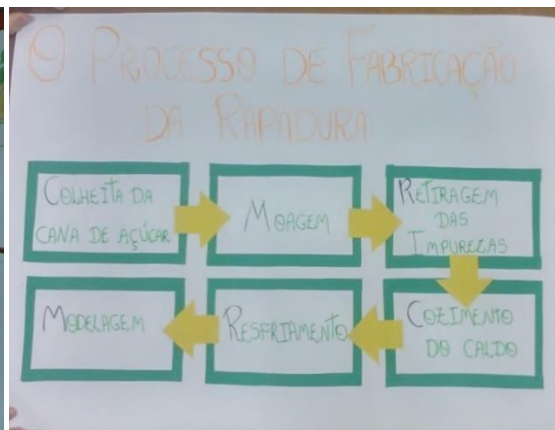 O PROCESSO DE FABRICAÇÃO
DA RAPADURA
COLHEITA DA
CANA DE AÇÚCAR
MOAGEM
RETIRAGEM
DAS
IMPUREZAS
COZIMENTO
DO CALDO
RESFRIAMENTO
MODELAGEM